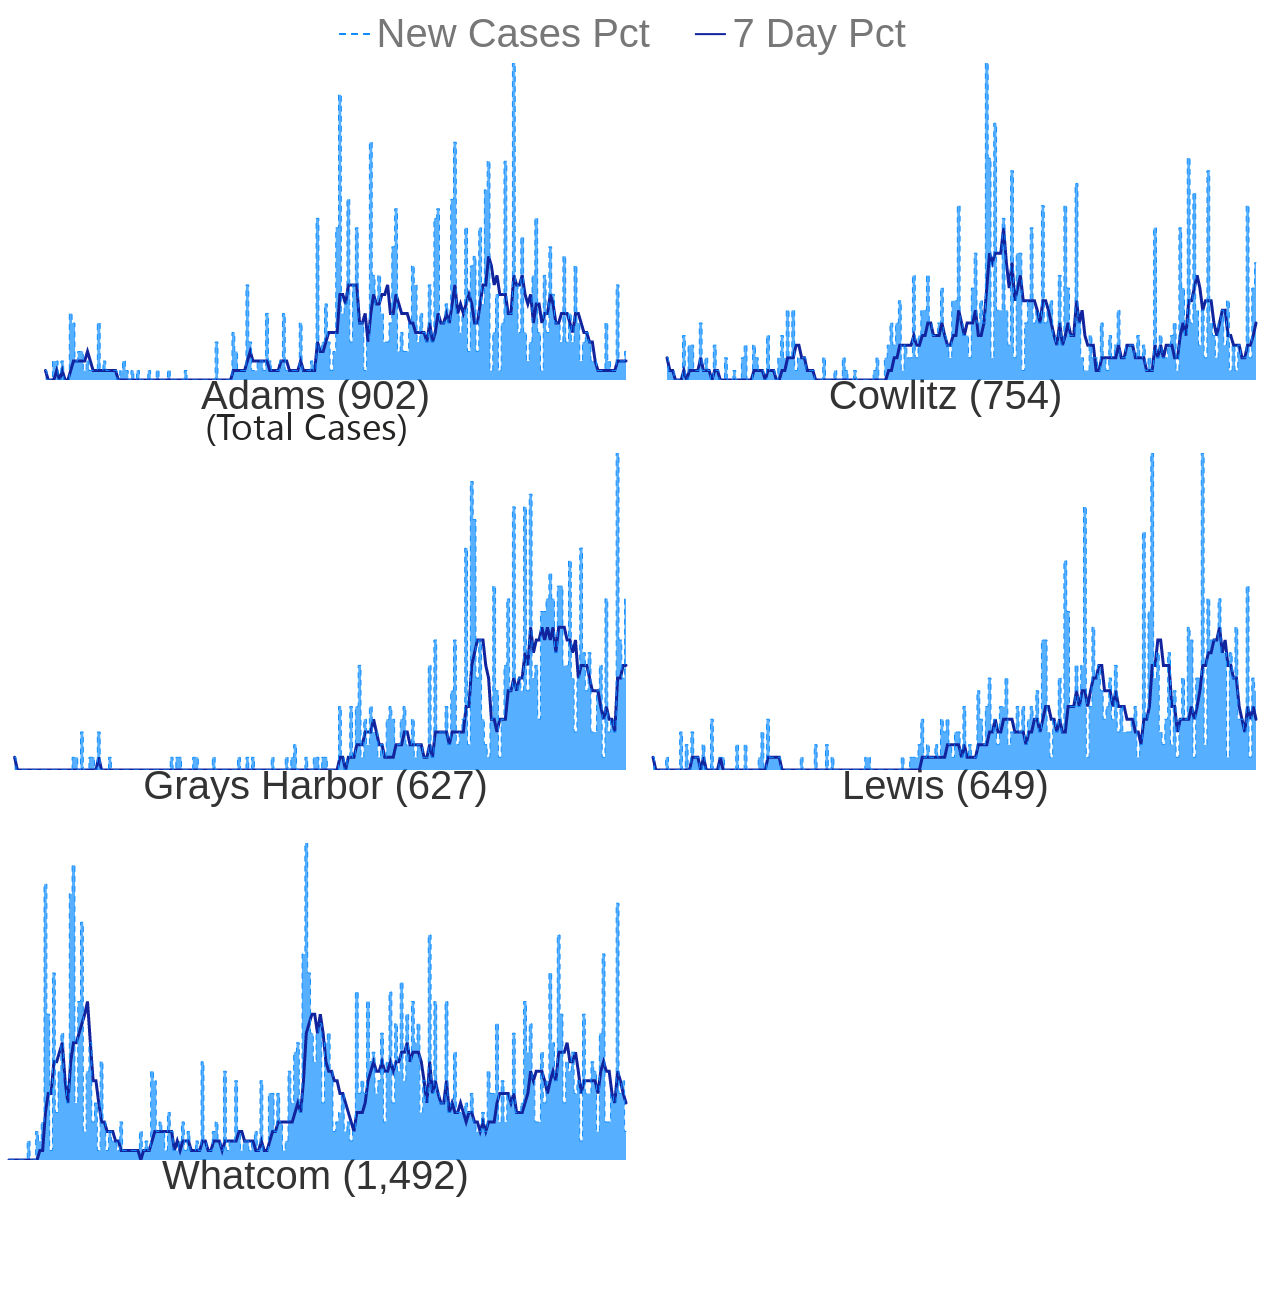 New Cases Pct 7 Day Pct
Adams (902) Cowlitz (754)
(Total Cases)
Grays Harbor (627) Lewis (649)
Whatcom (1,492)